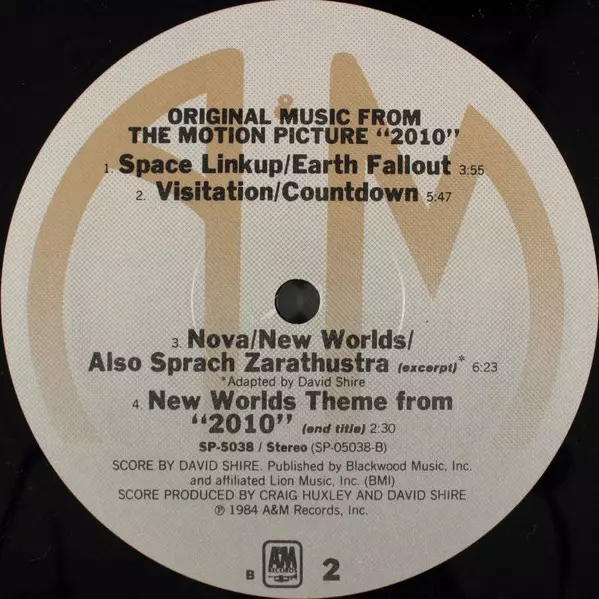 &
ORIGINAL MUSIC FROM
THE MOTION PICTURE "2010"
1. Space Linkup/Earth Fallout 3:55
2. Visitation/Countdown 5:47
3. Nova/New Worlds/
Also Sprach Zarathustra (excerpt)* 6:23
*Adapted by David Shire
4. New Worlds Theme from
"2010" (end title) 2:30
SP-5038 / Stereo (SP-05038-B)
SCORE BY DAVID SHIRE. Published by Blackwood Music, Inc.
and affiliated Lion Music, Inc. (BMI)
SCORE PRODUCED BY CRAIG HUXLEY AND DAVID SHIRE
℗ 1984 A&M Records, Inc.
A&M
RECORDS
B 2